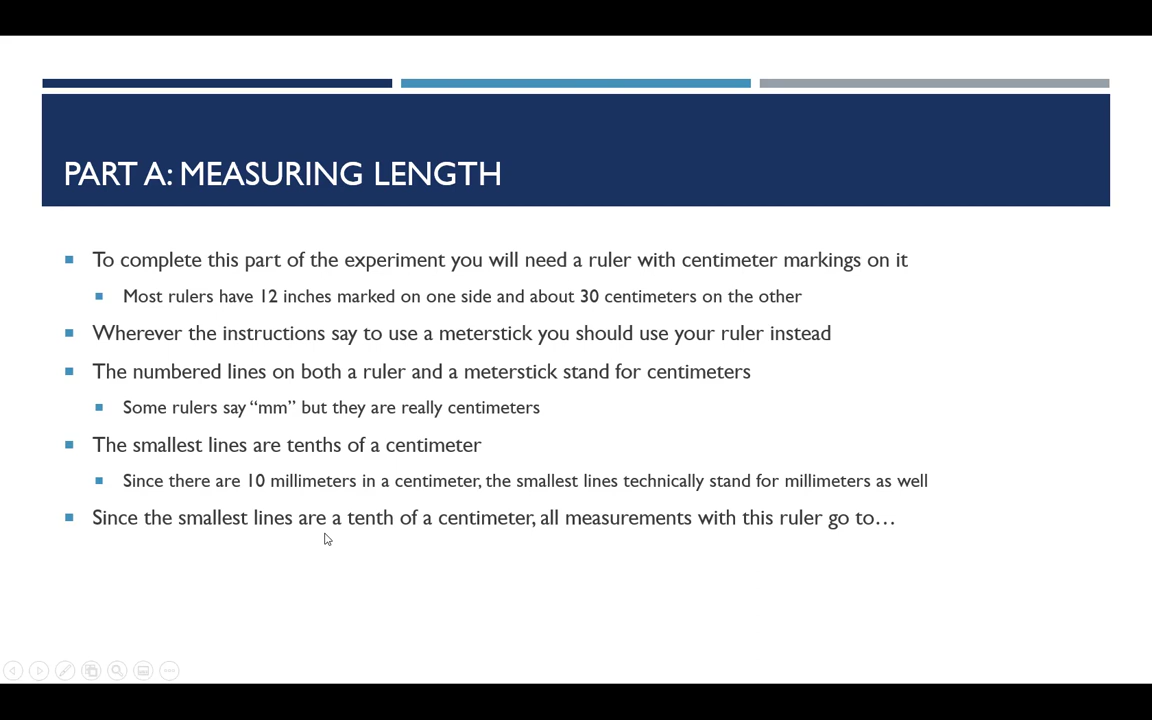 PART A: MEASURING LENGTH
To complete this part of the experiment you will need a ruler with centimeter markings on it
Most rulers have 12 inches marked on one side and about 30 centimeters on the other
Wherever the instructions say to use a meterstick you should use your ruler instead
The numbered lines on both a ruler and a meterstick stand for centimeters
Some rulers say “mm” but they are really centimeters
The smallest lines are tenths of a centimeter
Since there are 10 millimeters in a centimeter, the smallest lines technically stand for millimeters as well
Since the smallest lines are a tenth of a centimeter, all measurements with this ruler go to…